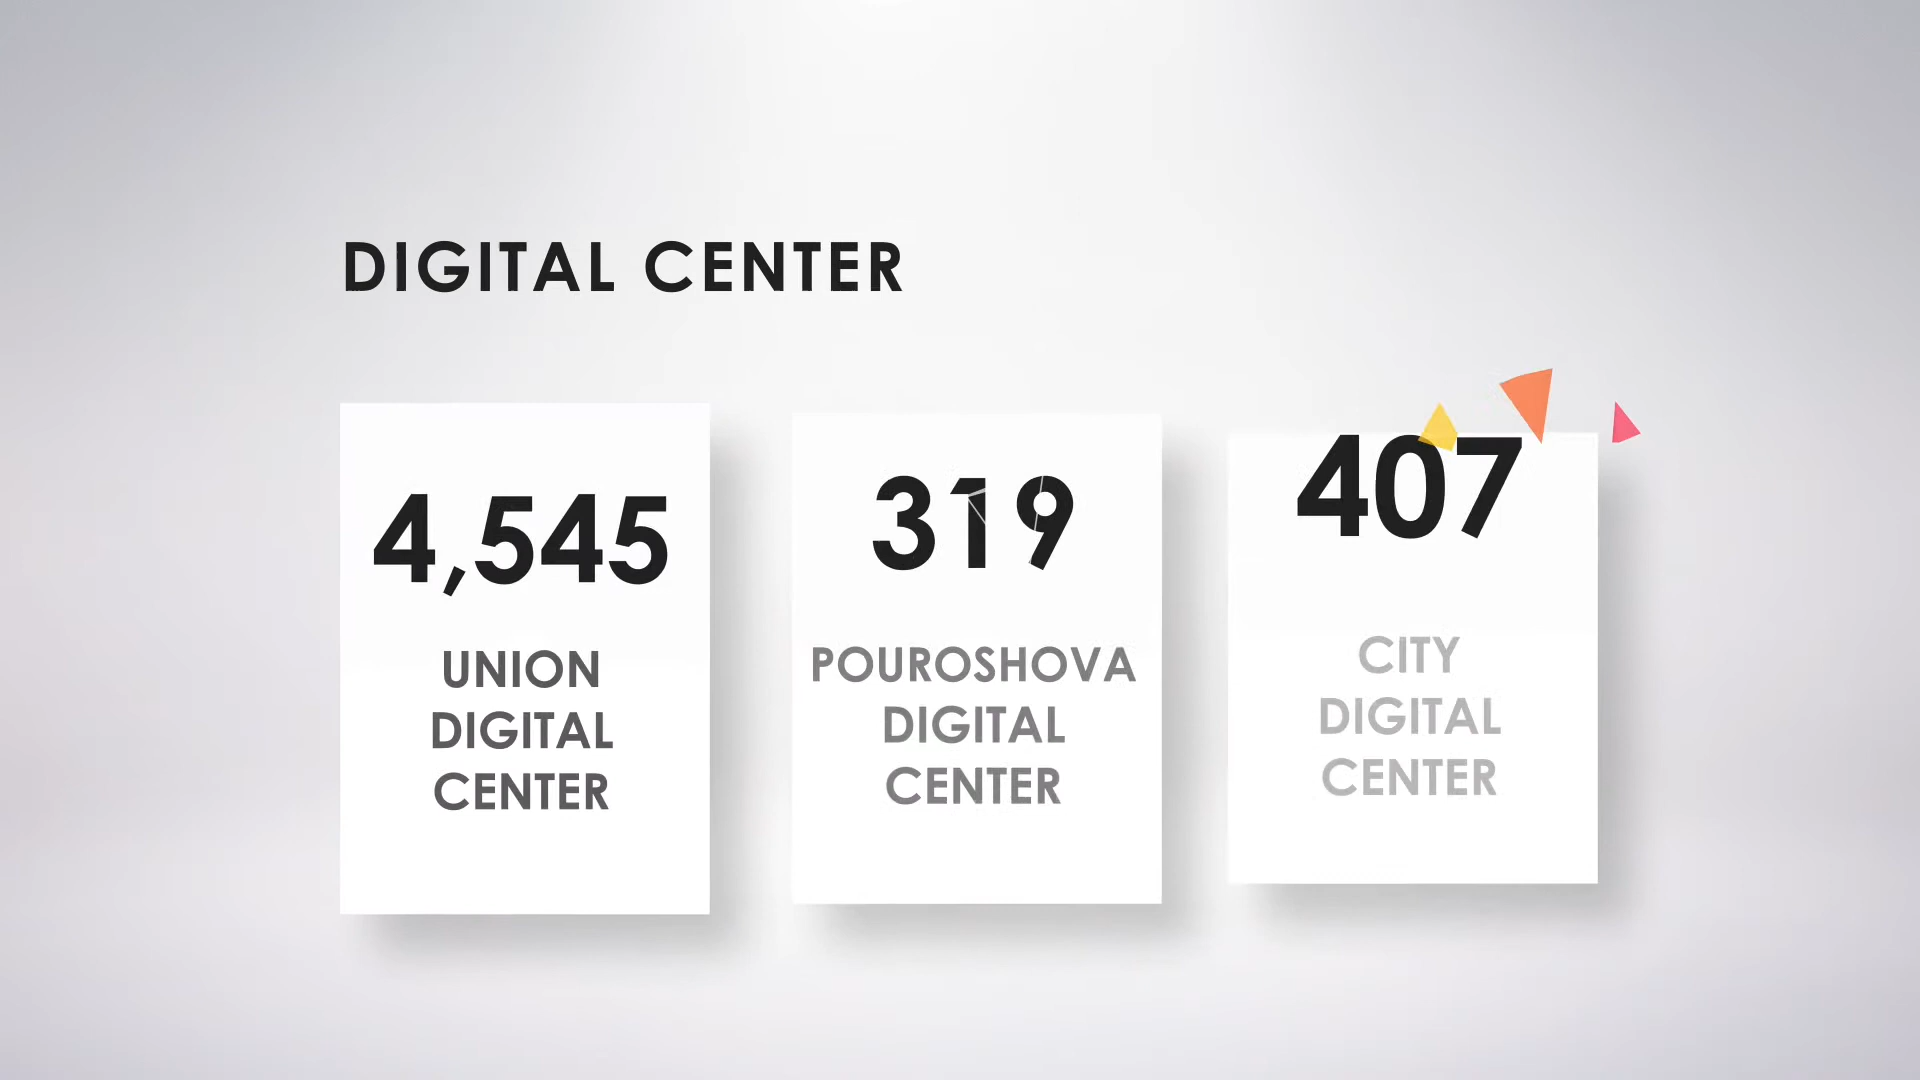 DIGITAL CENTER
4,545
UNION
DIGITAL
CENTER
319
POUROSHOVA
DIGITAL
CENTER
407
CITY
DIGITAL
CENTER